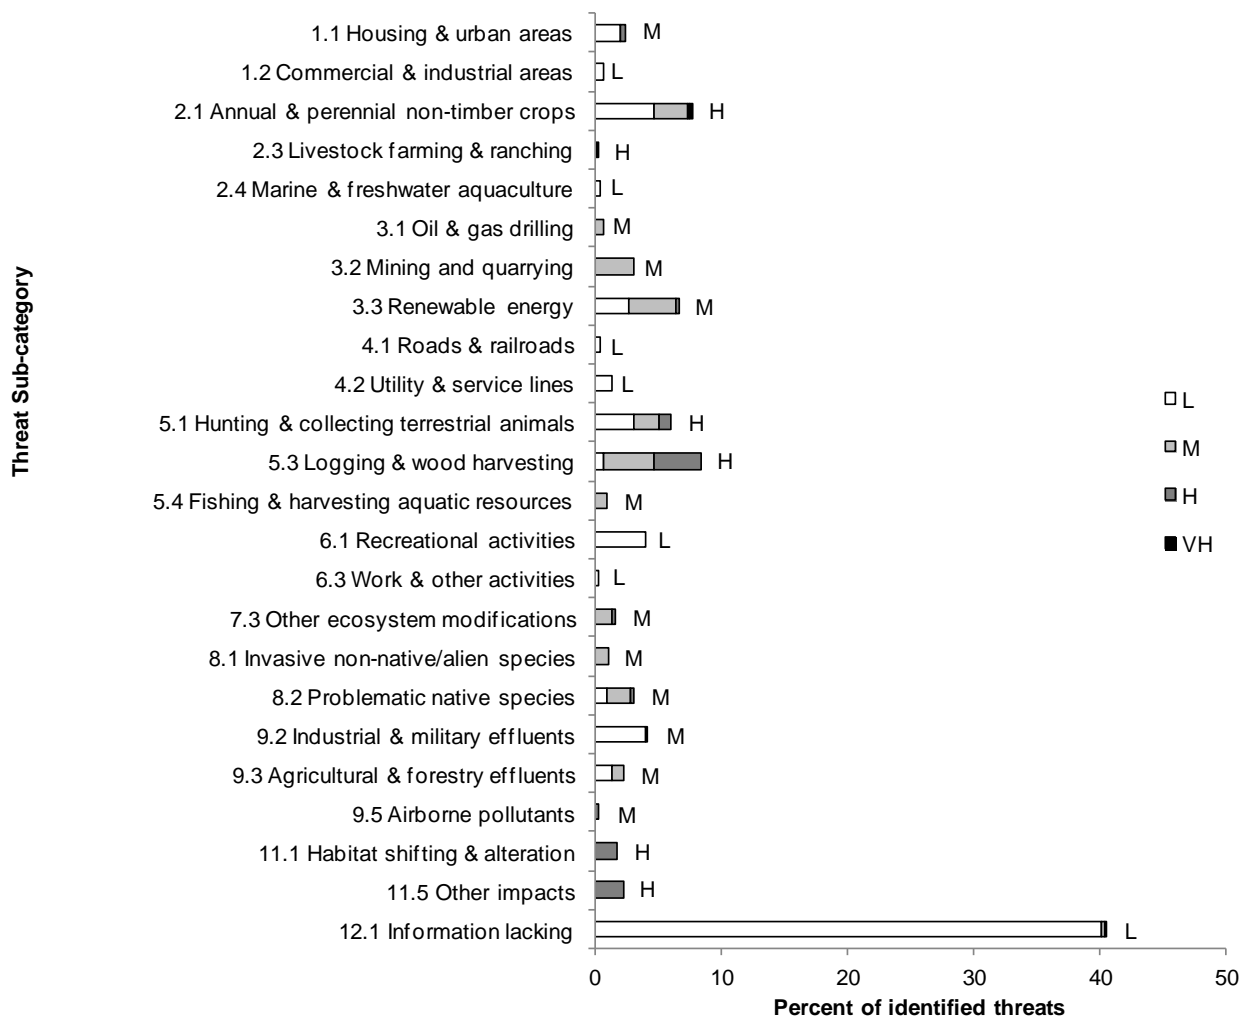 Threat Sub-category
1.1 Housing & urban areas M
1.2 Commercial & industrial areas L
2.1 Annual & perennial non-timber crops H
2.3 Livestock farming & ranching H
2.4 Marine & freshwater aquaculture L
3.1 Oil & gas drilling M
3.2 Mining and quarrying M
3.3 Renewable energy M
4.1 Roads & railroads L
4.2 Utility & service lines L
5.1 Hunting & collecting terrestrial animals H
5.3 Logging & wood harvesting H
5.4 Fishing & harvesting aquatic resources M
6.1 Recreational activities L
6.3 Work & other activities L
7.3 Other ecosystem modifications M
8.1 Invasive non-native/alien species M
8.2 Problematic native species M
9.2 Industrial & military effluents M
9.3 Agricultural & forestry effluents M
9.5 Airborne pollutants M
11.1 Habitat shifting & alteration H
11.5 Other impacts H
12.1 Information lacking L
0 10 20 30 40 50
Percent of identified threats
L
M
H
VH